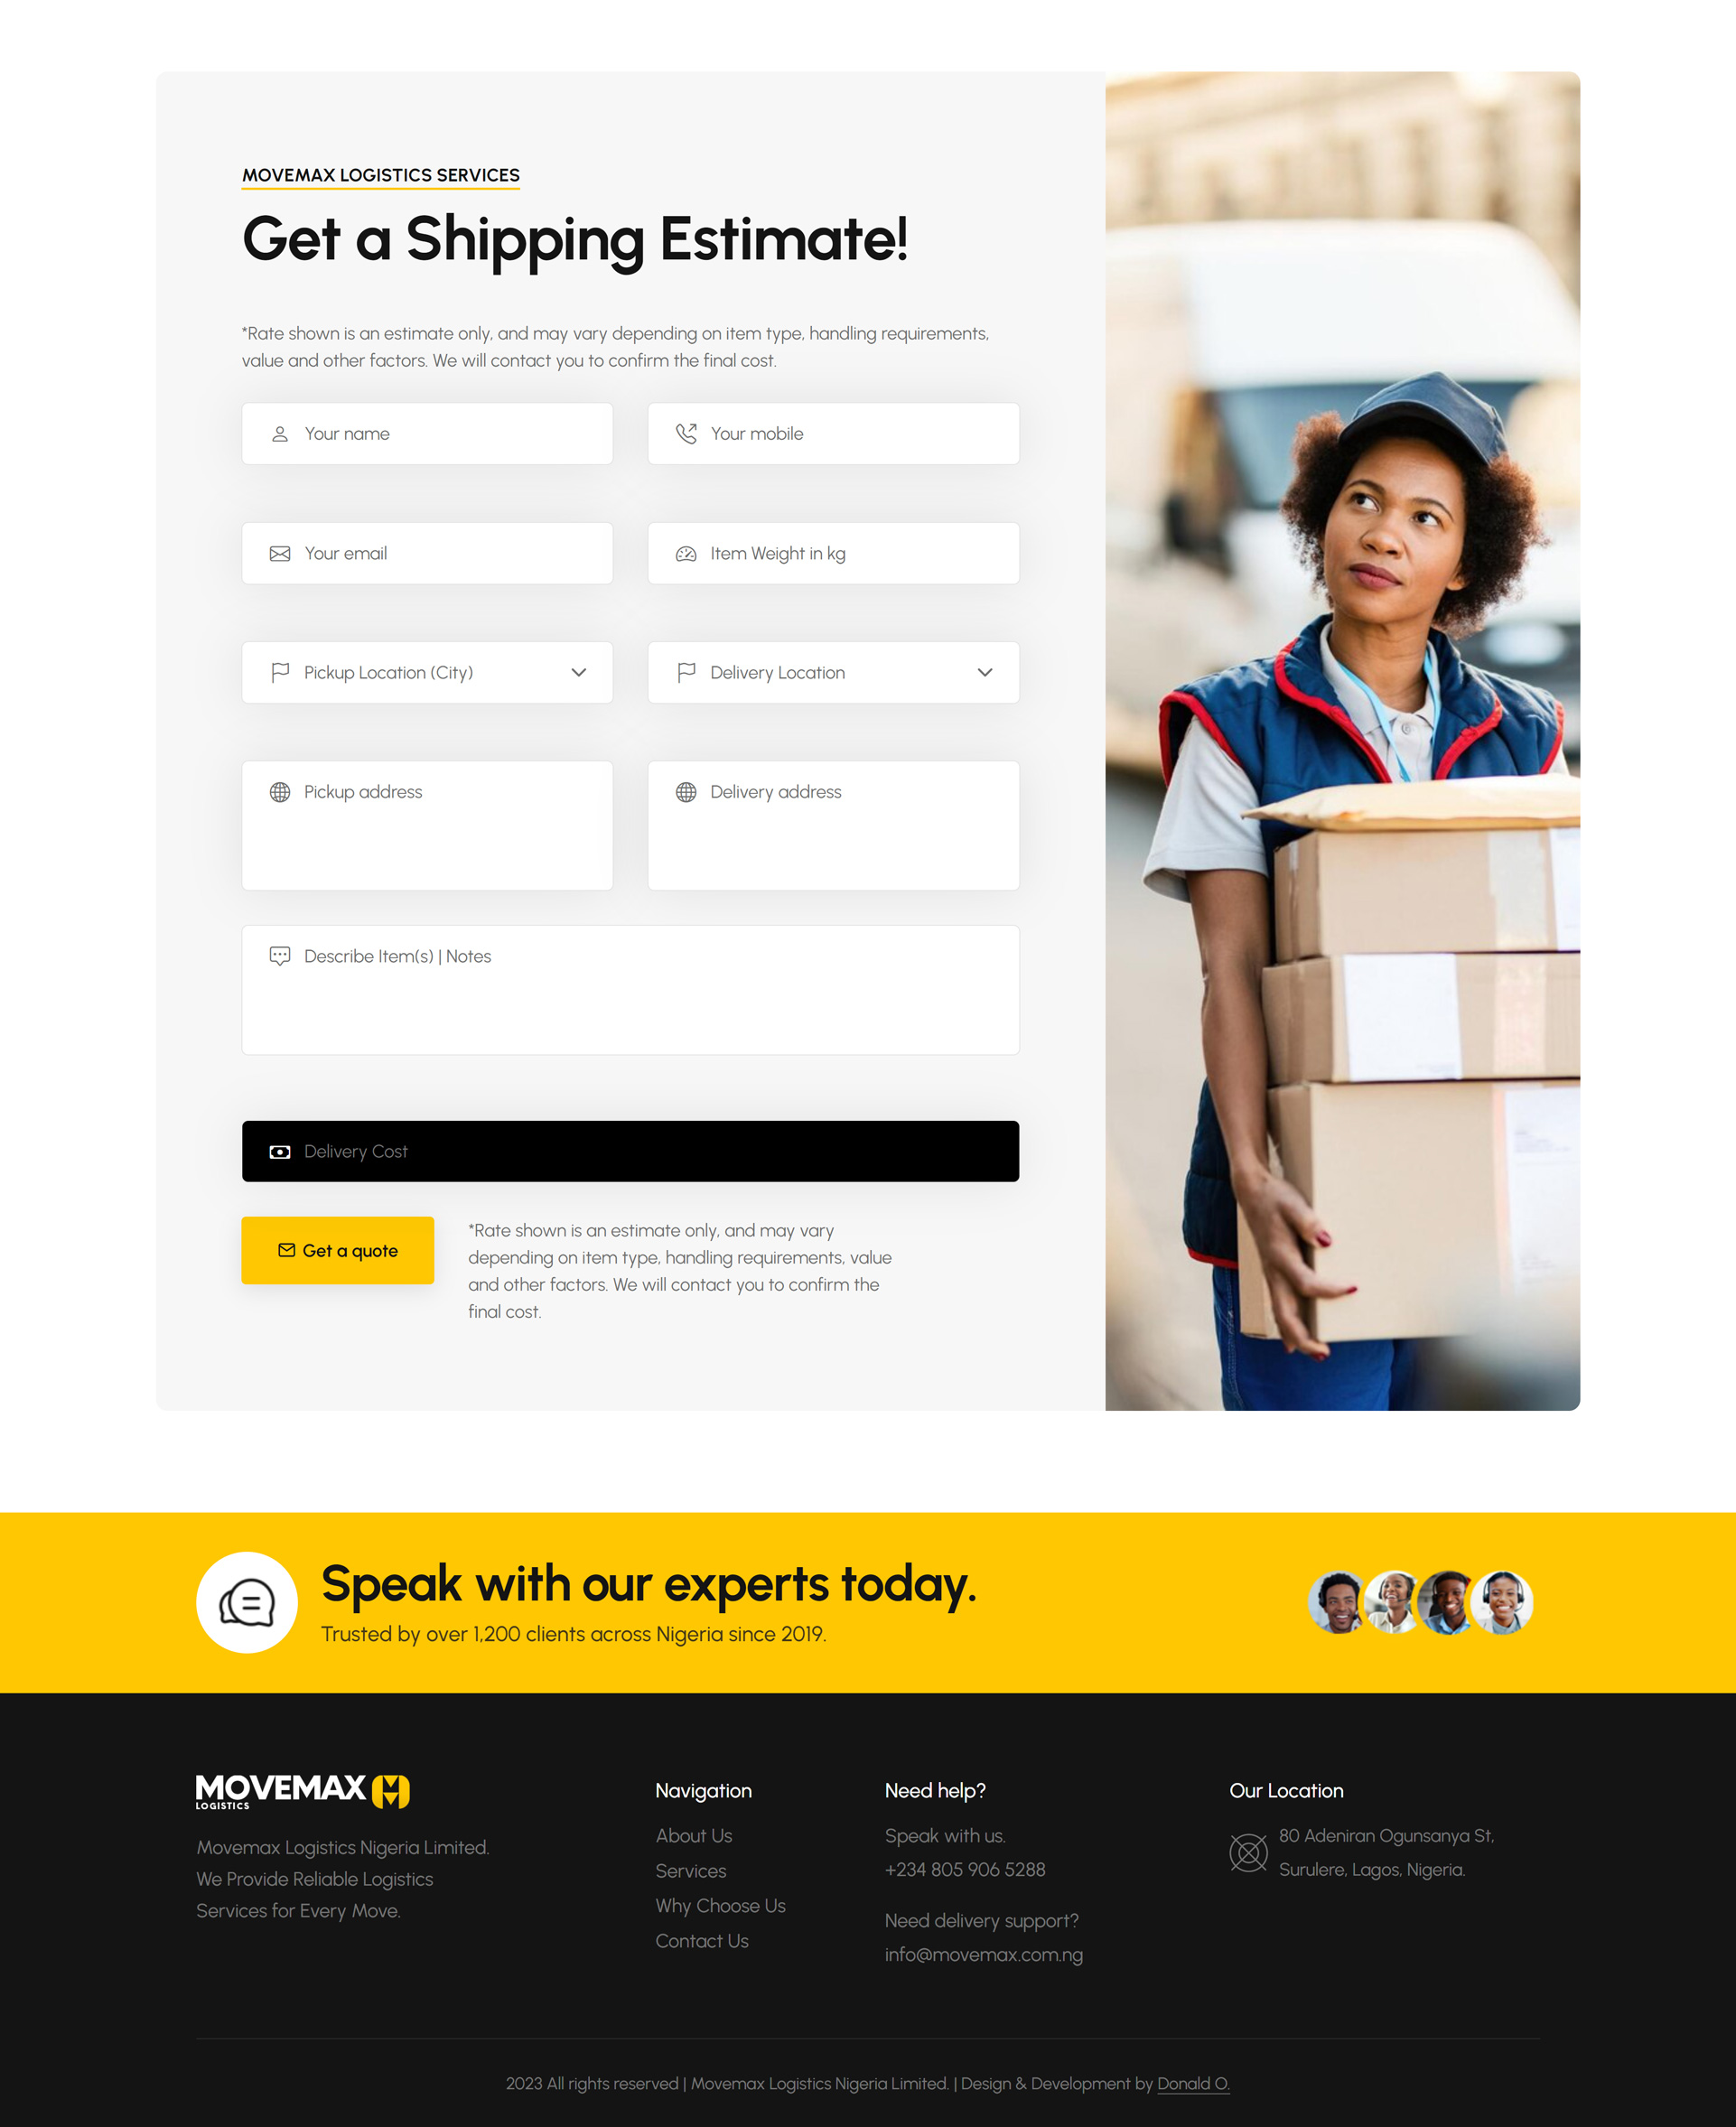 MOVEMAX LOGISTICS SERVICES
Get a Shipping Estimate!
*Rate shown is an estimate only, and may vary depending on item type, handling requirements,
value and other factors. We will contact you to confirm the final cost.
Your name
Your mobile
Your email
Item Weight in kg
Pickup Location (City)
Delivery Location
Pickup address
Delivery address
Describe Item(s) | Notes
Delivery Cost
Get a quote
*Rate shown is an estimate only, and may vary
depending on item type, handling requirements, value
and other factors. We will contact you to confirm the
final cost.
Speak with our experts today.
Trusted by over 1,200 clients across Nigeria since 2019.
MOVEMAX
LOGISTICS
Movemax Logistics Nigeria Limited.
We Provide Reliable Logistics
Services for Every Move.
Navigation
About Us
Services
Why Choose Us
Contact Us
Need help?
Speak with us.
+234 805 906 5288
Need delivery support?
info@movemax.com.ng
Our Location
80 Adeniran Ogunsanya St,
Surulere, Lagos, Nigeria.
2023 All rights reserved | Movemax Logistics Nigeria Limited. | Design & Development by Donald O.